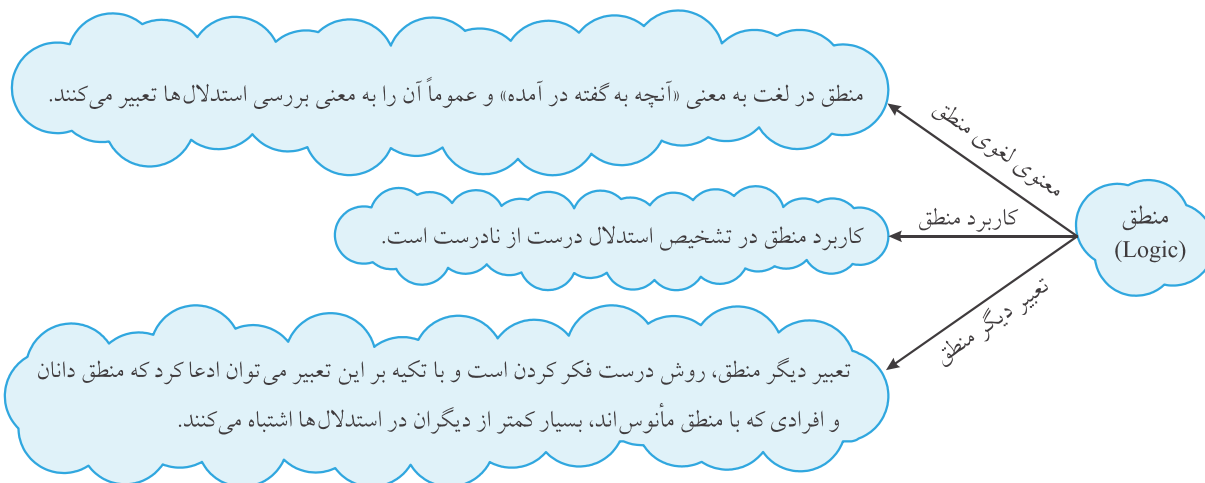 منطق
(Logic)
معنوی لغوی منطق
منطق در لغت به معنی «آنچه به گفته در آمده» و عموماً آن را به معنی بررسی استدلال‌ها تعبیر می‌کنند.
کاربرد منطق
کاربرد منطق در تشخیص استدلال درست از نادرست است.
تعبیر دیگر منطق
تعبیر دیگر منطق، روش درست فکر کردن است و با تکیه بر این تعبیر می‌توان ادعا کرد که منطق دانان
و افرادی که با منطق مأنوس‌اند، بسیار کمتر از دیگران در استدلال‌ها اشتباه می‌کنند.